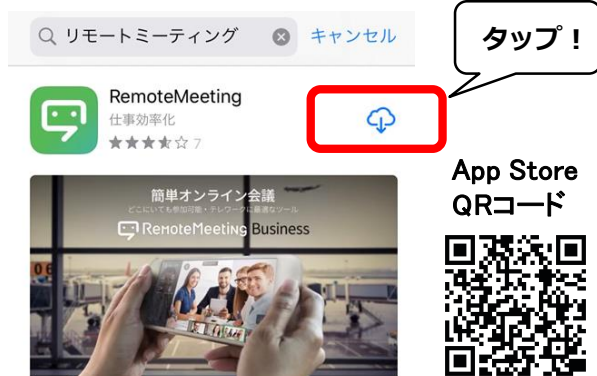 リモートミーティング
キャンセル
タップ！
RemoteMeeting
仕事効率化
7
簡単オンライン会議
どこにいても参加可能・テレワークに最適なツール
RemoteMeeting Business
App Store
QRコード
06